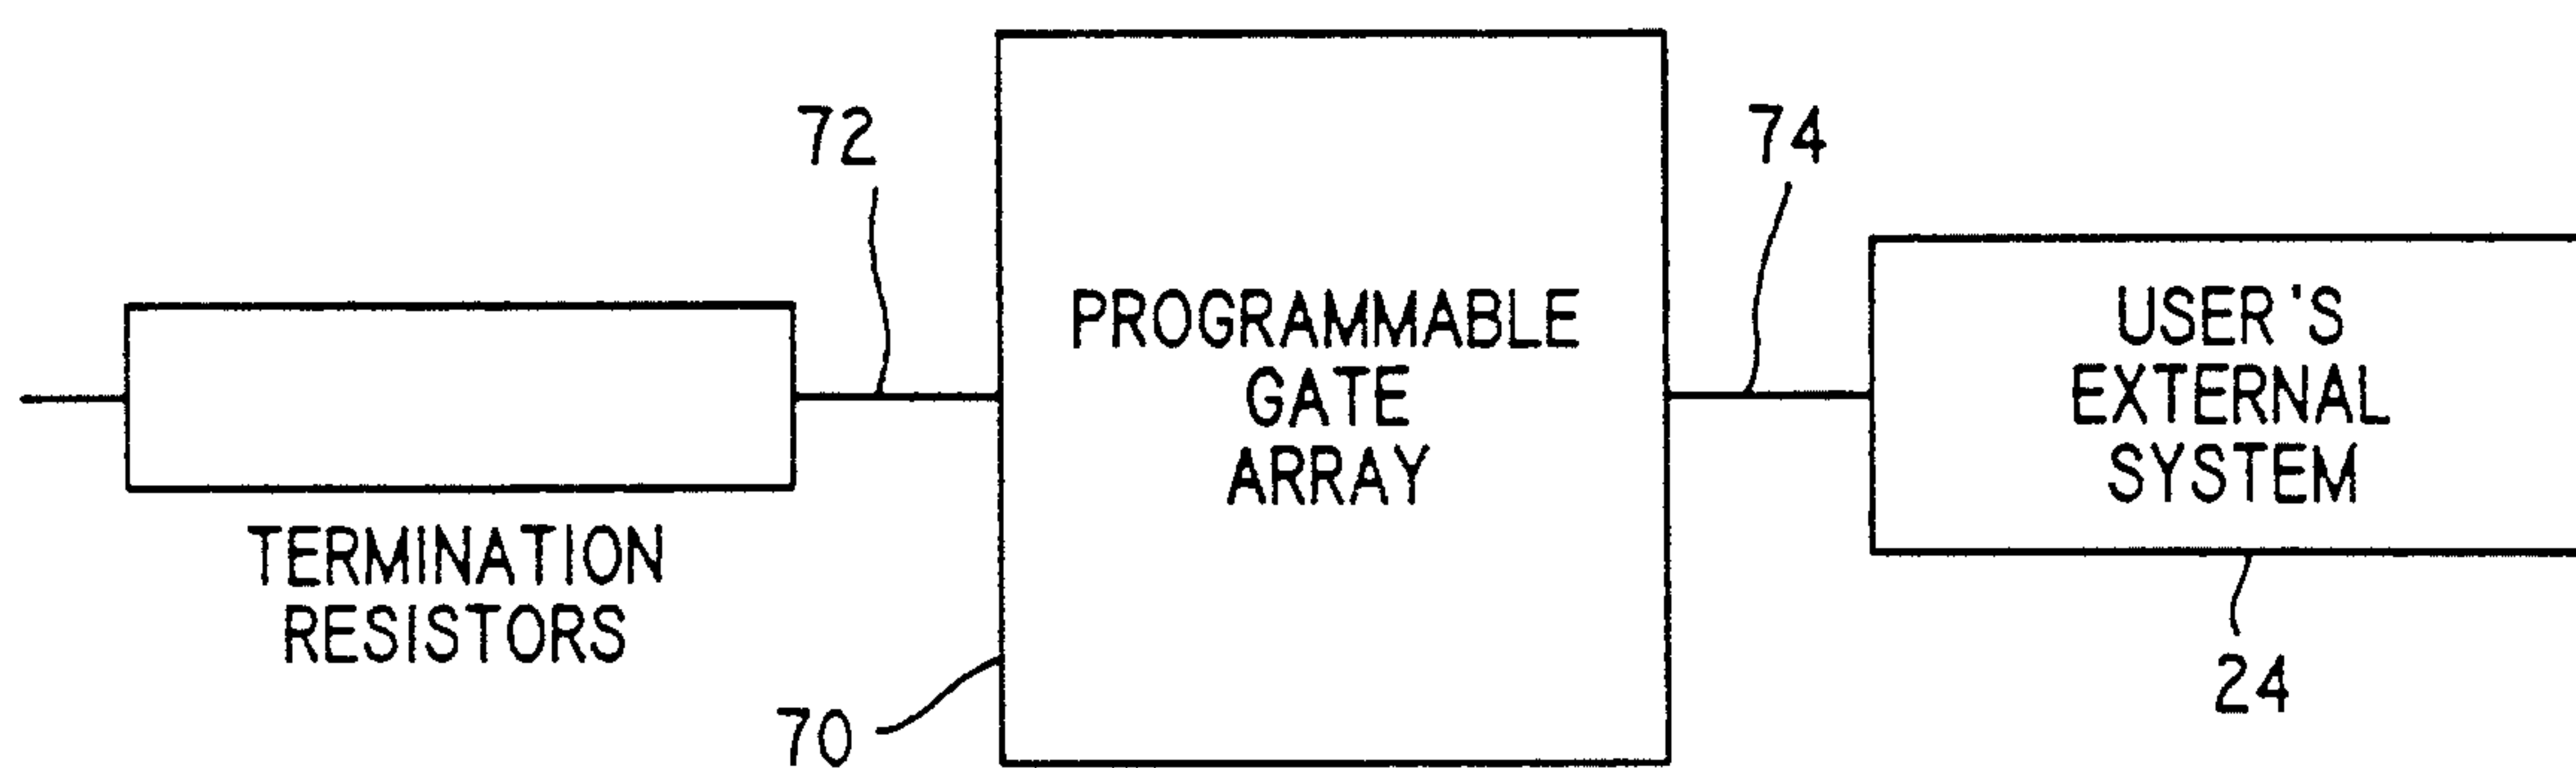 72
74
PROGRAMMABLE
GATE
ARRAY
USER'S
EXTERNAL
SYSTEM
TERMINATION
RESISTORS
70
24